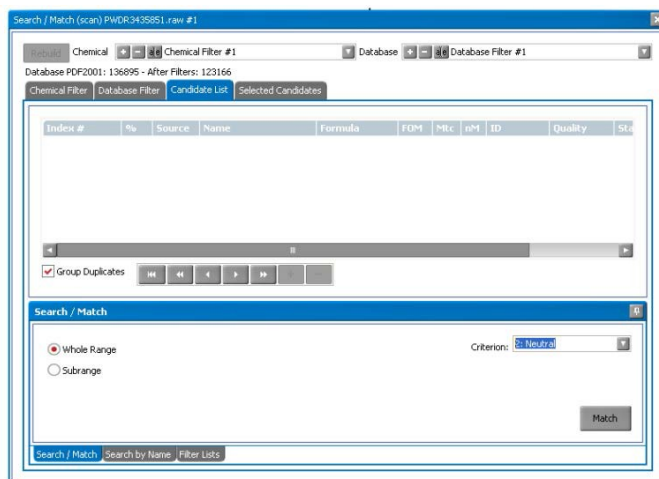 Search / Match (scan) PWDR3435851.raw #1
Rebuild Chemical + - a|e Chemical Filter #1 Database + - a|e Database Filter #1
Database PDF2001: 136895 - After Filters: 123166
Chemical Filter Database Filter Candidate List Selected Candidates
Index # % Source Name Formula FOM Mtc nM ID Quality Sta
Group Duplicates
Search / Match
Whole Range Criterion: 2: Neutral
Subrange
Match
Search / Match Search by Name Filter Lists